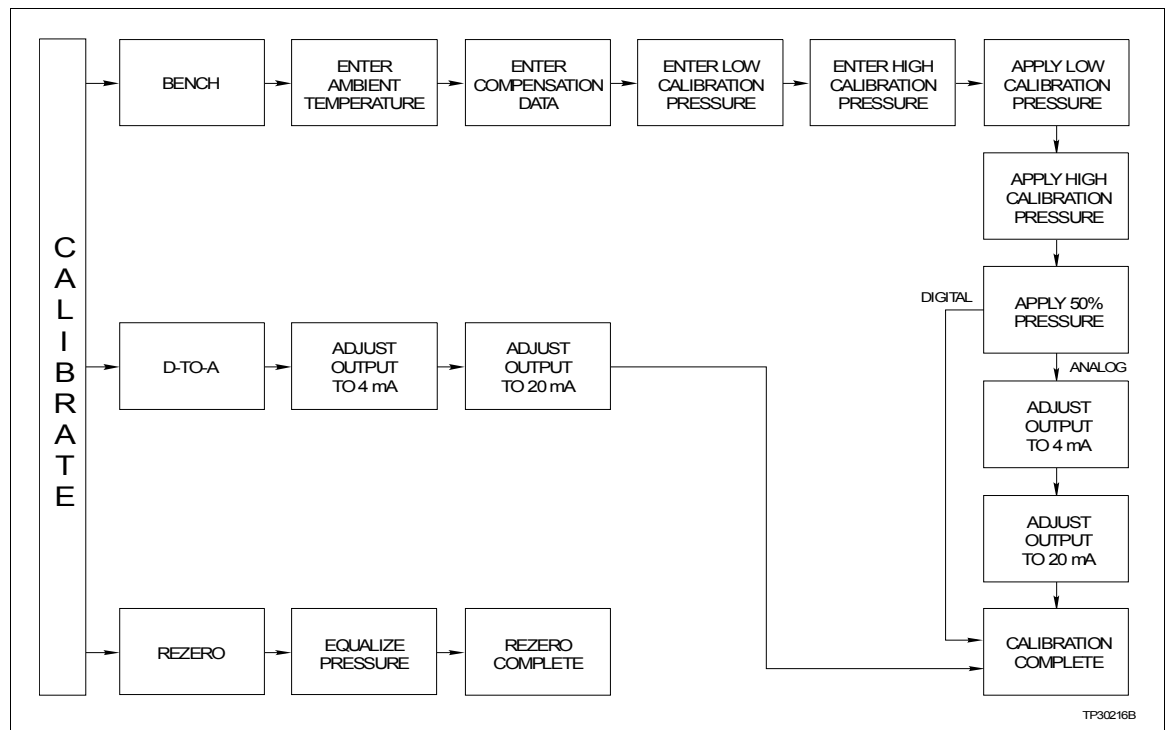 CALIBRATE
BENCH
ENTER
AMBIENT
TEMPERATURE
ENTER
COMPENSATION
DATA
ENTER LOW
CALIBRATION
PRESSURE
ENTER HIGH
CALIBRATION
PRESSURE
APPLY LOW
CALIBRATION
PRESSURE
APPLY HIGH
CALIBRATION
PRESSURE
DIGITAL
APPLY 50%
PRESSURE
ANALOG
ADJUST
OUTPUT
TO 4 mA
ADJUST
OUTPUT
TO 20 mA
CALIBRATION
COMPLETE
D-TO-A
ADJUST
OUTPUT
TO 4 mA
ADJUST
OUTPUT
TO 20 mA
REZERO
EQUALIZE
PRESSURE
REZERO
COMPLETE
TP30216B